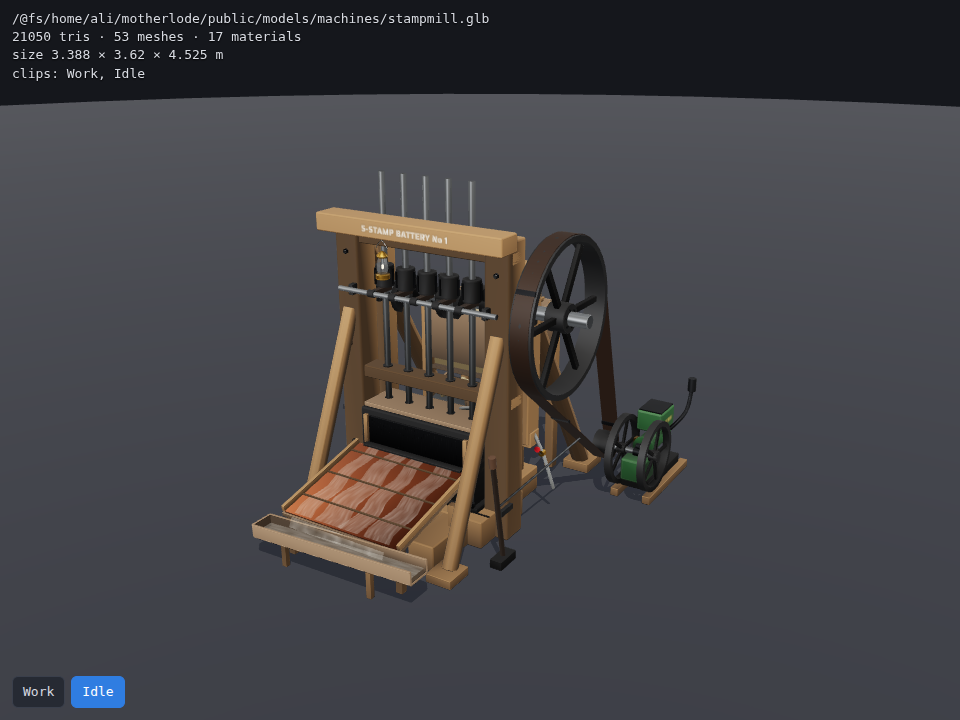 /@fs/home/ali/motherlode/public/models/machines/stampmill.glb
21050 tris · 53 meshes · 17 materials
size 3.388 × 3.62 × 4.525 m
clips: Work, Idle
5-STAMP BATTERY No 1
Work
Idle